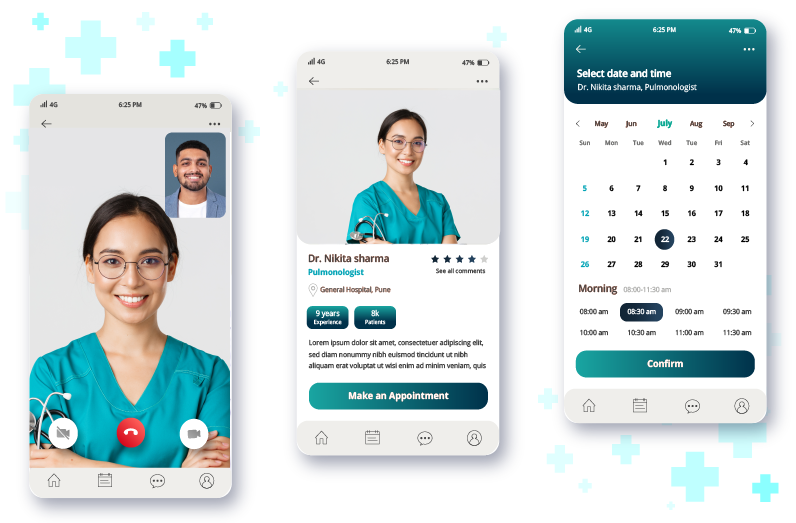 4G 6:25 PM 47%
4G 6:25 PM 47%
Dr. Nikita sharma
Pulmonologist
See all comments
General Hospital, Pune
9 years
Experience
8k
Patients
Lorem ipsum dolor sit amet, consectetuer adipiscing elit,
sed diam nonummy nibh euismod tincidunt ut nibh
aliquam erat voluptat ut wisi enim ad minim veniam, quis
Make an Appointment
4G 6:25 PM 47%
Select date and time
Dr. Nikita sharma, Pulmonologist
May Jun July Aug Sep
Sun Mon Tue Wed Tue Fri Sat
1 2 3 4
5 6 7 8 9 10 11
12 13 14 15 16 17 18
19 20 21 22 23 24 25
26 27 28 29 30 31
Morning 08:00-11:30 am
08:00 am 08:30 am 09:00 am 09:30 am
10:00 am 10:30 am 11:00 am 11:30 am
Confirm